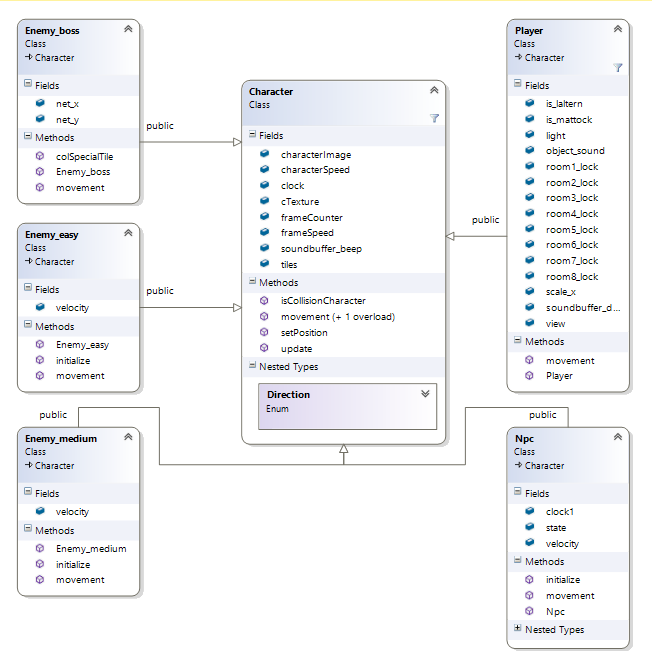 Enemy_boss
Class
Character
Fields
net_x
net_y
Methods
colSpecialTile
Enemy_boss
movement
public
Enemy_easy
Class
Character
Fields
velocity
Methods
Enemy_easy
initialize
movement
public
public
Enemy_medium
Class
Character
Fields
velocity
Methods
Enemy_medium
initialize
movement
Character
Class
Fields
characterImage
characterSpeed
clock
cTexture
frameCounter
frameSpeed
soundbuffer_beep
tiles
Methods
isCollisionCharacter
movement (+ 1 overload)
setPosition
update
Nested Types
Direction
Enum
public
Player
Class
Character
Fields
is_laltern
is_mattock
light
object_sound
room1_lock
room2_lock
room3_lock
room4_lock
room5_lock
room6_lock
room7_lock
room8_lock
scale_x
soundbuffer_d...
view
Methods
movement
Player
public
Npc
Class
Character
Fields
clock1
state
velocity
Methods
initialize
movement
Npc
Nested Types